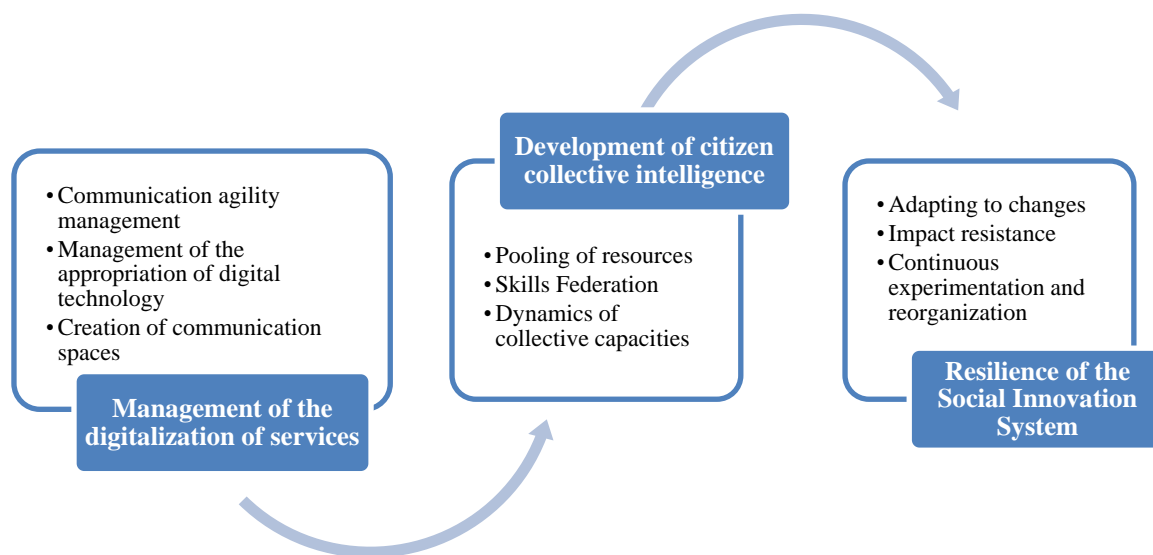 • Communication agility
management
• Management of the
appropriation of digital
technology
• Creation of communication
spaces
Management of the
digitalization of services
Development of citizen
collective intelligence
• Pooling of resources
• Skills Federation
• Dynamics of
collective capacities
• Adapting to changes
• Impact resistance
• Continuous
experimentation and
reorganization
Resilience of the
Social Innovation
System